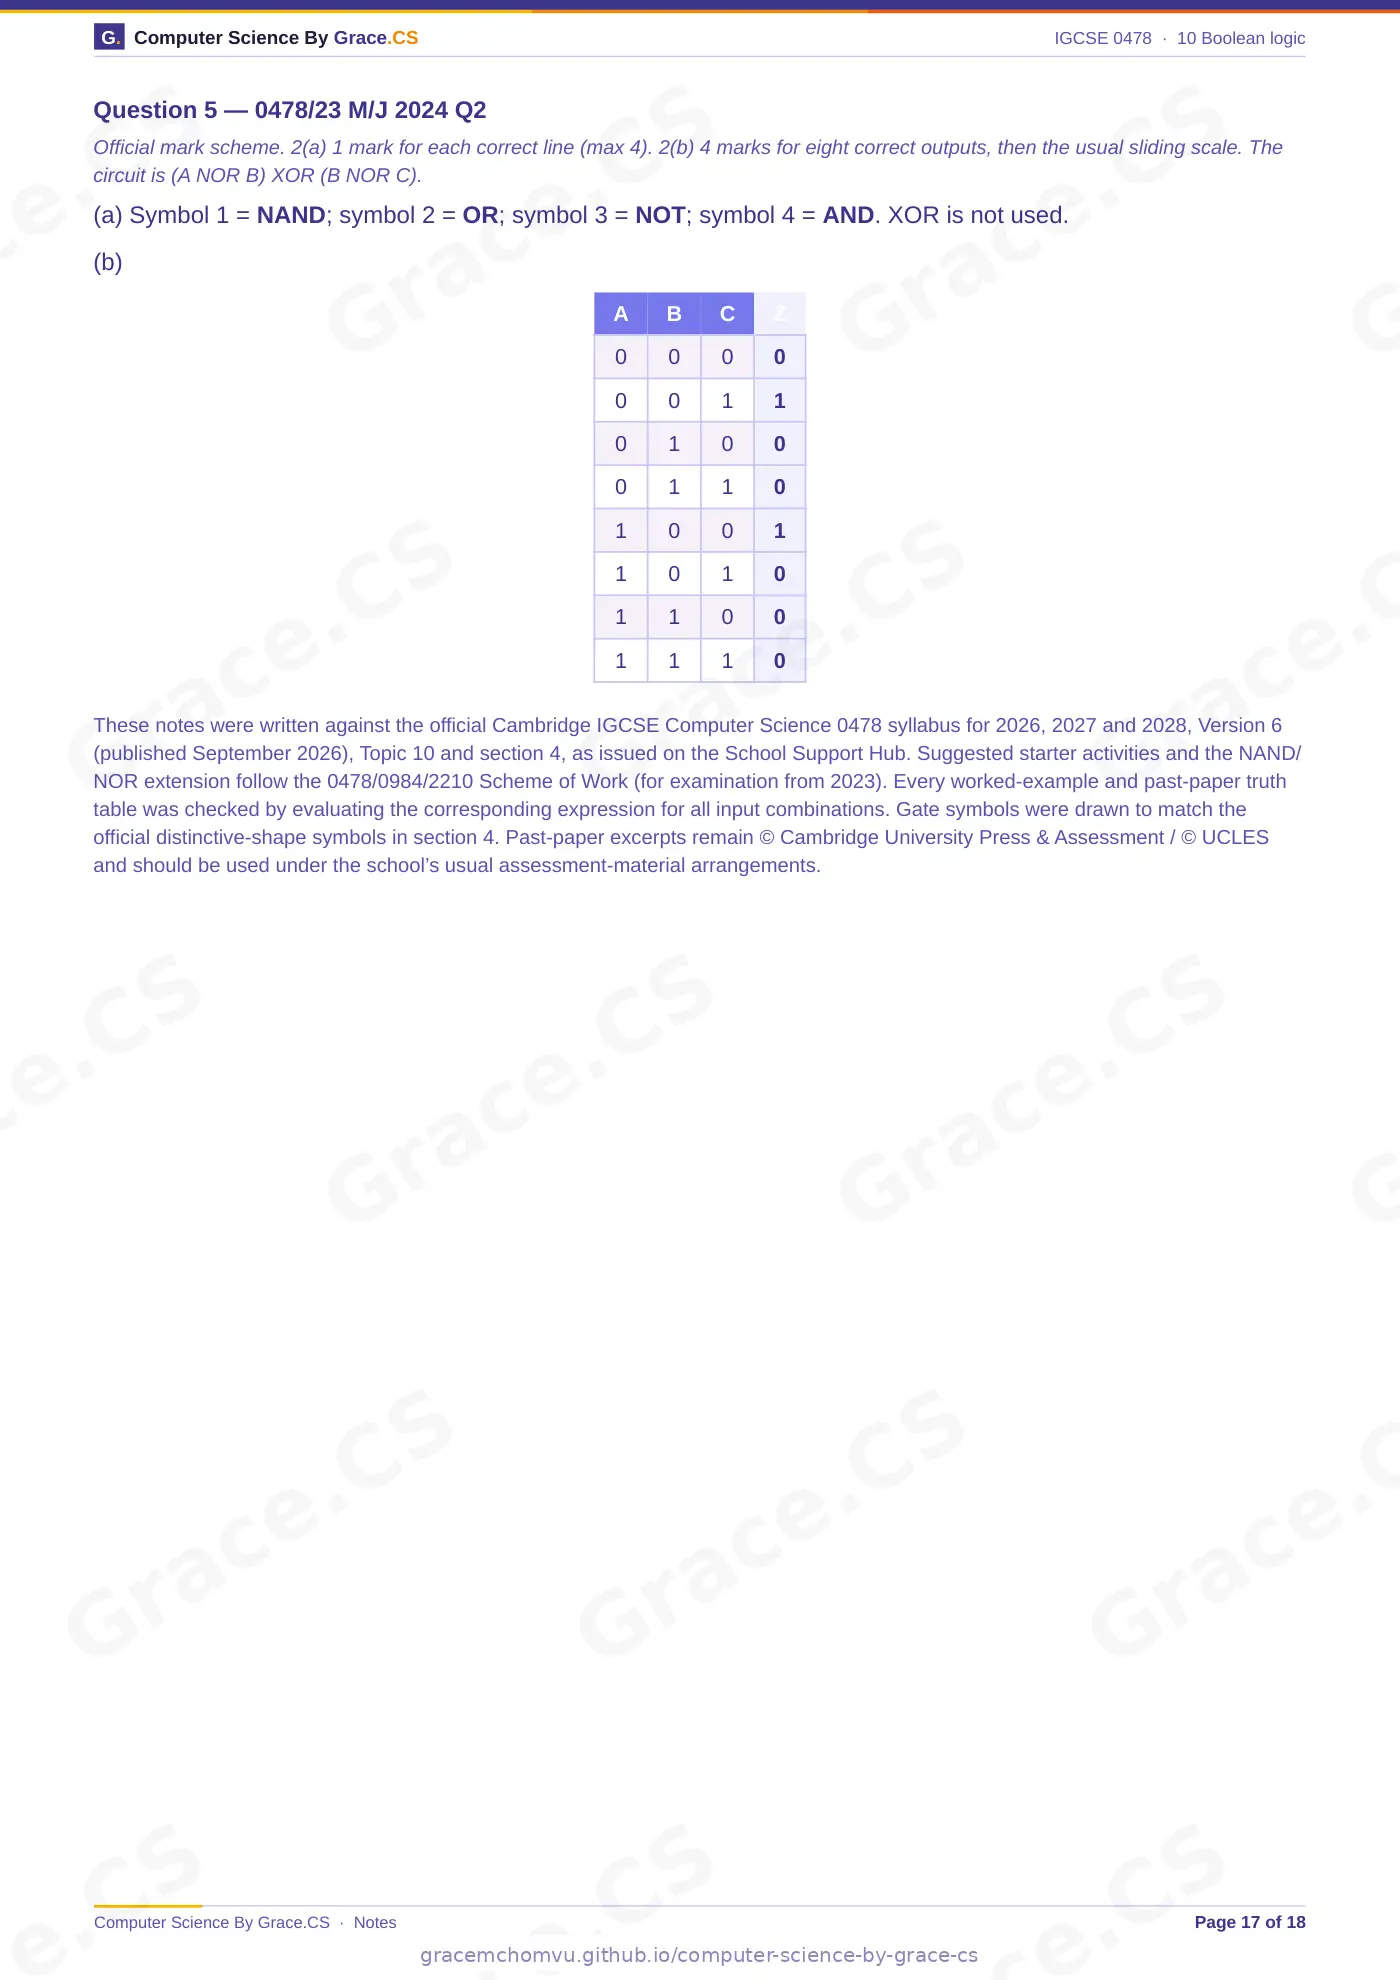 G. Computer Science By Grace.CS
IGCSE 0478 · 10 Boolean logic
Question 5 — 0478/23 M/J 2024 Q2
Official mark scheme. 2(a) 1 mark for each correct line (max 4). 2(b) 4 marks for eight correct outputs, then the usual sliding scale. The
circuit is (A NOR B) XOR (B NOR C).
(a) Symbol 1 = NAND; symbol 2 = OR; symbol 3 = NOT; symbol 4 = AND. XOR is not used.
(b)
A B C Z
0 0 0 0
0 0 1 1
0 1 0 0
0 1 1 0
1 0 0 1
1 0 1 0
1 1 0 0
1 1 1 0
These notes were written against the official Cambridge IGCSE Computer Science 0478 syllabus for 2026, 2027 and 2028, Version 6
(published September 2026), Topic 10 and section 4, as issued on the School Support Hub. Suggested starter activities and the NAND/
NOR extension follow the 0478/0984/2210 Scheme of Work (for examination from 2023). Every worked-example and past-paper truth
table was checked by evaluating the corresponding expression for all input combinations. Gate symbols were drawn to match the
official distinctive-shape symbols in section 4. Past-paper excerpts remain © Cambridge University Press & Assessment / © UCLES
and should be used under the school’s usual assessment-material arrangements.
Computer Science By Grace.CS · Notes
Page 17 of 18
gracemchomvu.github.io/computer-science-by-grace-cs